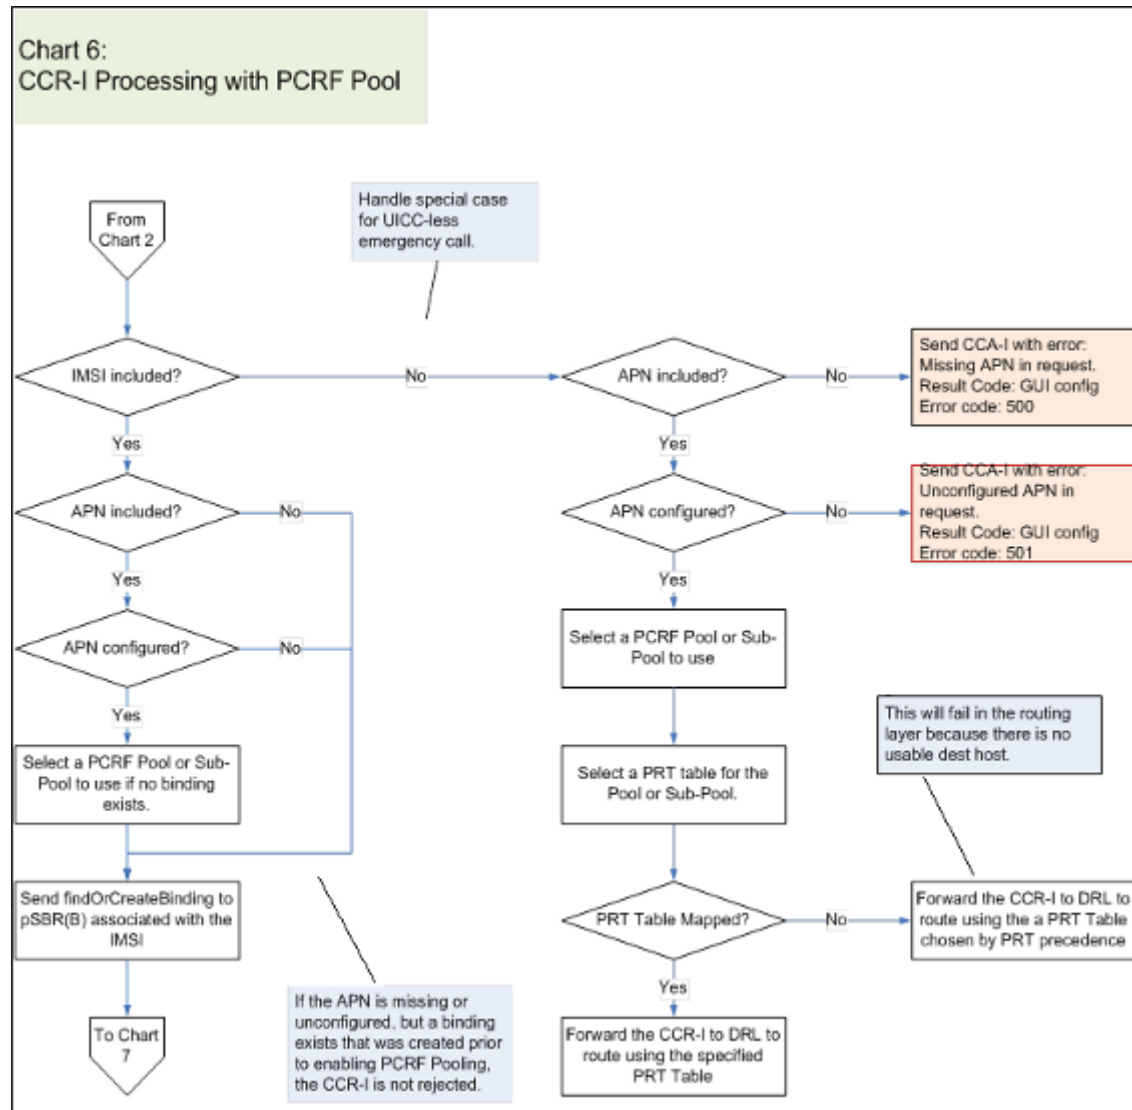 Chart 6:
CCR-I Processing with PCRF Pool
From
Chart 2
Handle special case
for UICC-less
emergency call.
IMSI included?
No
APN included?
No
Send CCA-I with error:
Missing APN in request.
Result Code: GUI config
Error code: 500
Yes
Yes
APN included?
No
APN configured?
No
Send CCA-I with error:
Unconfigured APN in
request.
Result Code: GUI config
Error code: 501
Yes
Yes
APN configured?
No
Select a PCRF Pool or Sub-
Pool to use
Yes
This will fail in the routing
layer because there is no
usable dest host.
Select a PCRF Pool or Sub-
Pool to use if no binding
exists.
Select a PRT table for the
Pool or Sub-Pool.
Send findOrCreateBinding to
pSBR(B) associated with the
IMSI
PRT Table Mapped?
No
Forward the CCR-I to DRL to
route using the a PRT Table
chosen by PRT precedence
Yes
To Chart
7
If the APN is missing or
unconfigured, but a binding
exists that was created prior
to enabling PCRF Pooling,
the CCR-I is not rejected.
Forward the CCR-I to DRL to
route using the specified
PRT Table